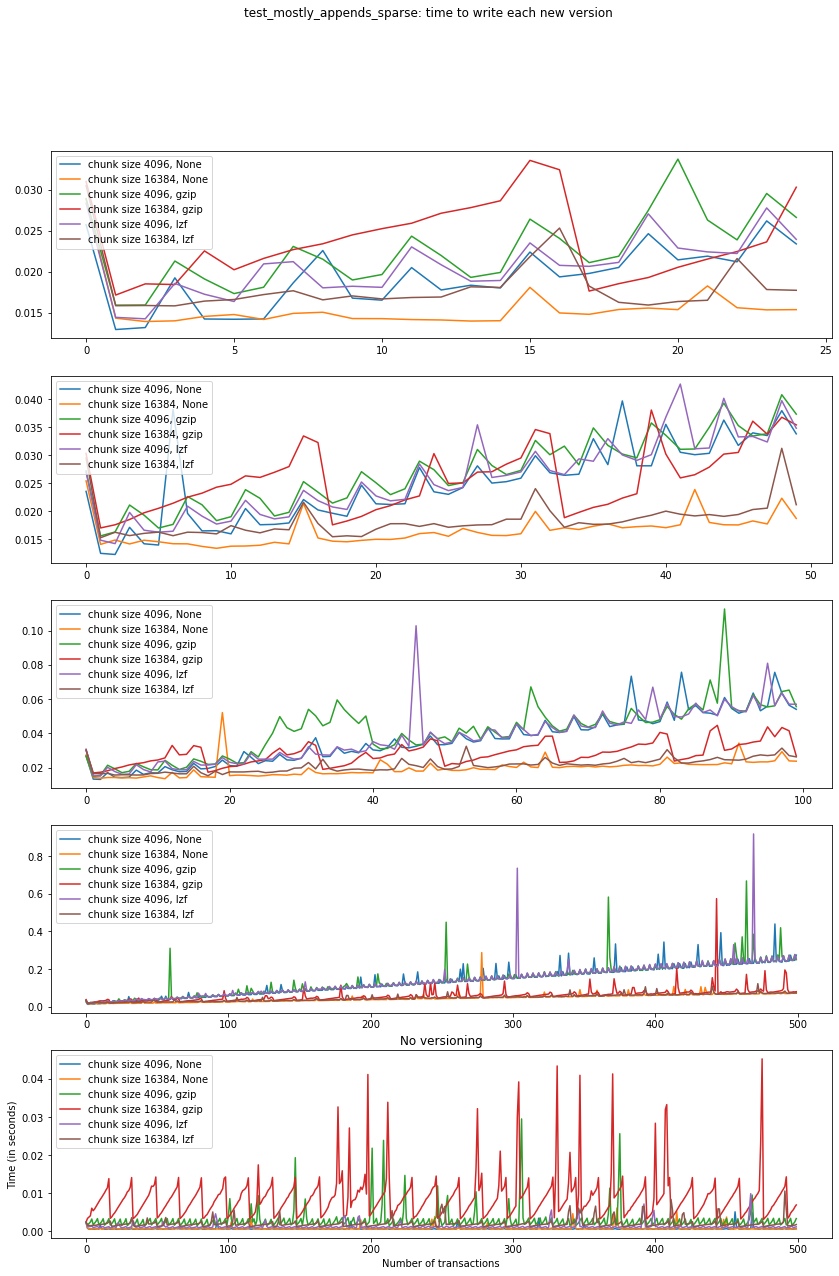 test_mostly_appends_sparse: time to write each new version
chunk size 4096, None
chunk size 16384, None
chunk size 4096, gzip
chunk size 16384, gzip
chunk size 4096, lzf
chunk size 16384, lzf
0.030
0.025
0.020
0.015
0 5 10 15 20 25
chunk size 4096, None
chunk size 16384, None
chunk size 4096, gzip
chunk size 16384, gzip
chunk size 4096, lzf
chunk size 16384, lzf
0.040
0.035
0.030
0.025
0.020
0.015
0 10 20 30 40 50
chunk size 4096, None
chunk size 16384, None
chunk size 4096, gzip
chunk size 16384, gzip
chunk size 4096, lzf
chunk size 16384, lzf
0.10
0.08
0.06
0.04
0.02
0 20 40 60 80 100
chunk size 4096, None
chunk size 16384, None
chunk size 4096, gzip
chunk size 16384, gzip
chunk size 4096, lzf
chunk size 16384, lzf
0.8
0.6
0.4
0.2
0.0
0 100 200 300 400 500
No versioning
chunk size 4096, None
chunk size 16384, None
chunk size 4096, gzip
chunk size 16384, gzip
chunk size 4096, lzf
chunk size 16384, lzf
Time (in seconds)
0.04
0.03
0.02
0.01
0.00
0 100 200 300 400 500
Number of transactions